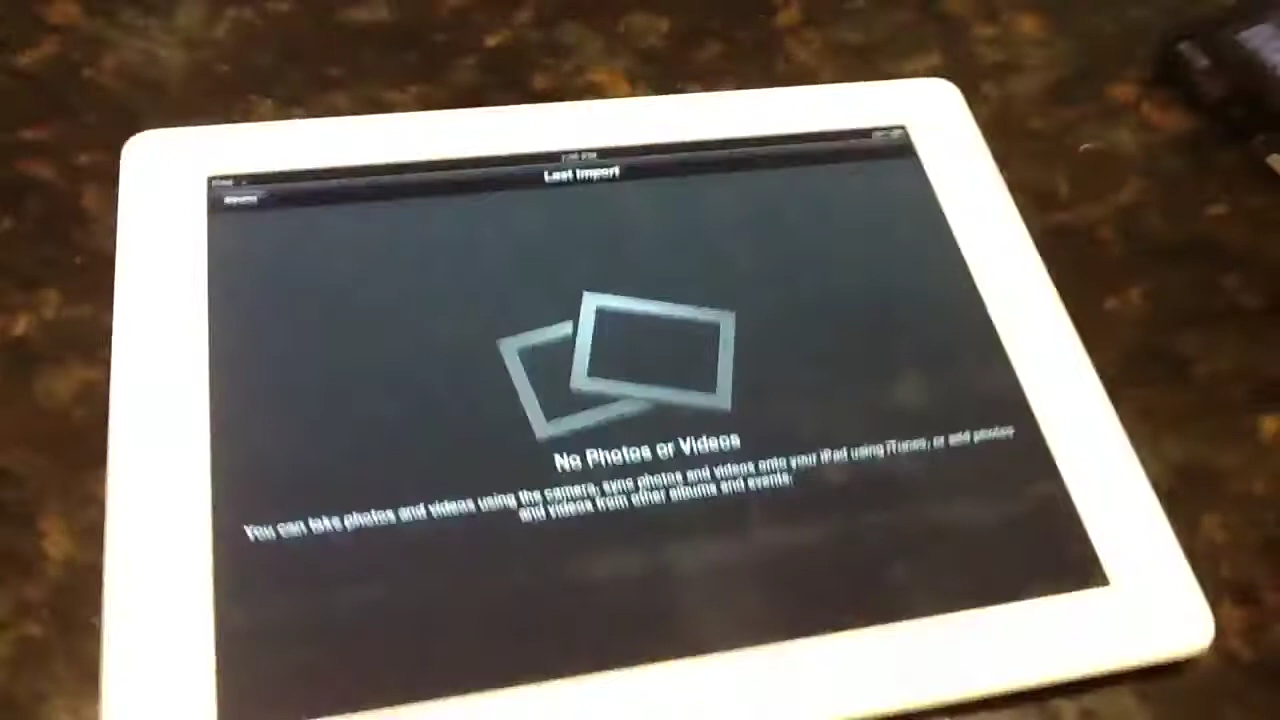 Last Import
Albums
No Photos or Videos
You can take photos and videos using the camera, sync photos and videos onto your iPad using iTunes, or add photos
and videos from other albums and events.